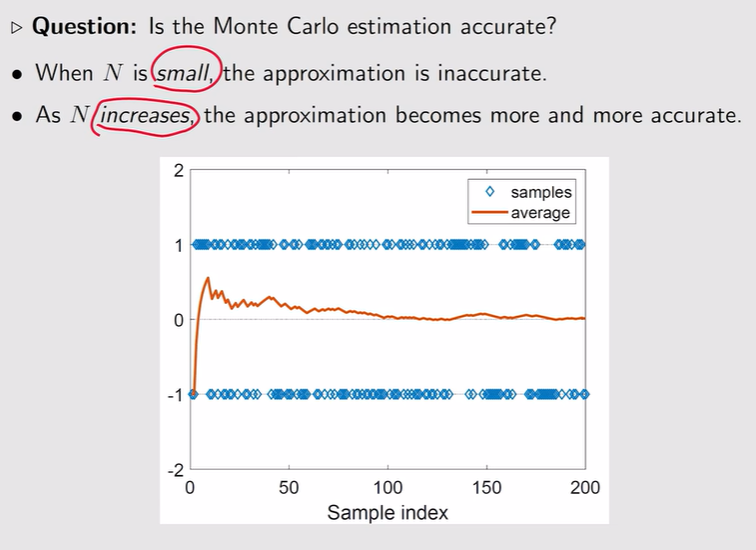 ▷ Question: Is the Monte Carlo estimation accurate?
• When N is small, the approximation is inaccurate.
• As N increases, the approximation becomes more and more accurate.
2
samples
average
1
0
-1
-2
0 50 100 150 200
Sample index